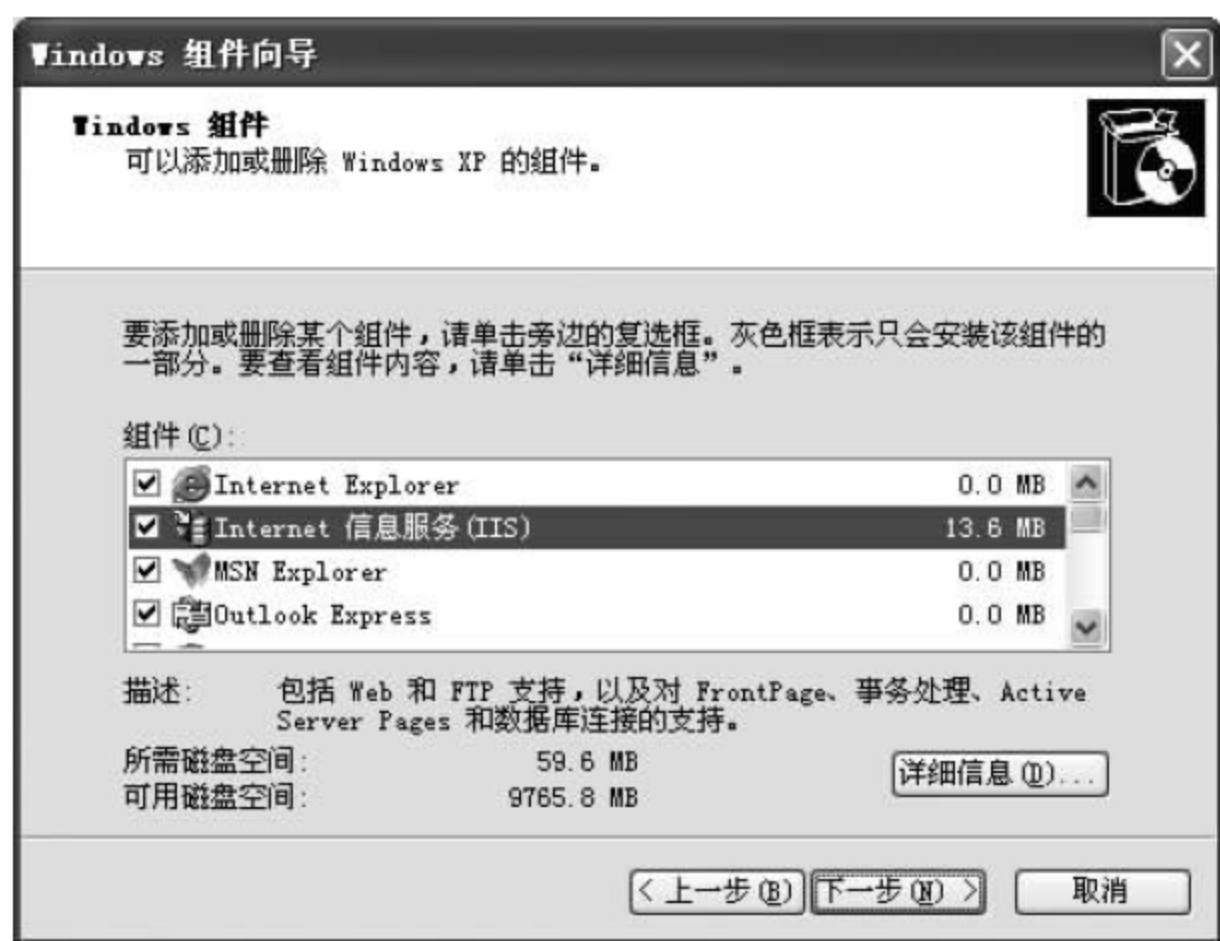 Windows 组件向导
Windows 组件
可以添加或删除 Windows XP 的组件。
要添加或删除某个组件，请单击旁边的复选框。灰色框表示只会安装该组件的
一部分。要查看组件内容，请单击“详细信息”。
组件(C):
Internet Explorer 0.0 MB
Internet 信息服务(IIS) 13.6 MB
MSN Explorer 0.0 MB
Outlook Express 0.0 MB
描述: 包括 Web 和 FTP 支持，以及对 FrontPage、事务处理、Active
Server Pages 和数据库连接的支持。
所需磁盘空间: 59.6 MB
可用磁盘空间: 9765.8 MB
详细信息(D)...
< 上一步(B) 下一步(N) > 取消